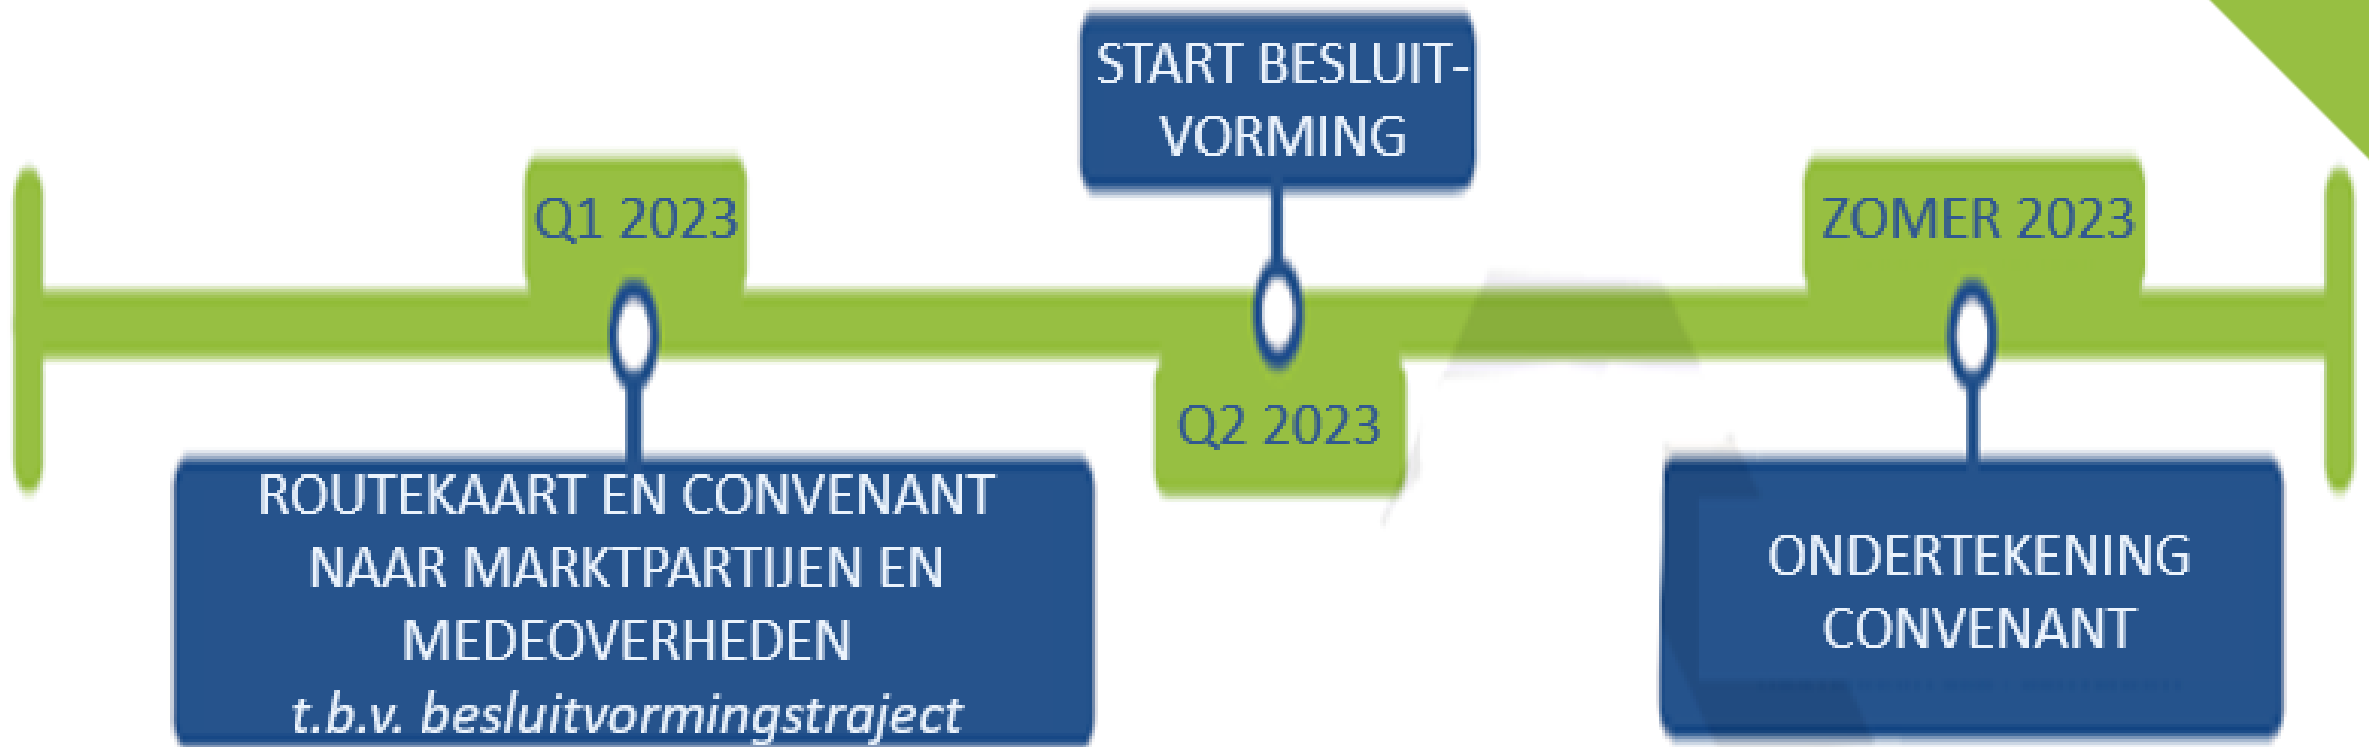 Q1 2023
ROUTEKAART EN CONVENANT
NAAR MARKTPARTIJEN EN
MEDEOVERHEDEN
t.b.v. besluitvormingstraject
START BESLUIT-
VORMING
Q2 2023
ZOMER 2023
ONDERTEKENING
CONVENANT